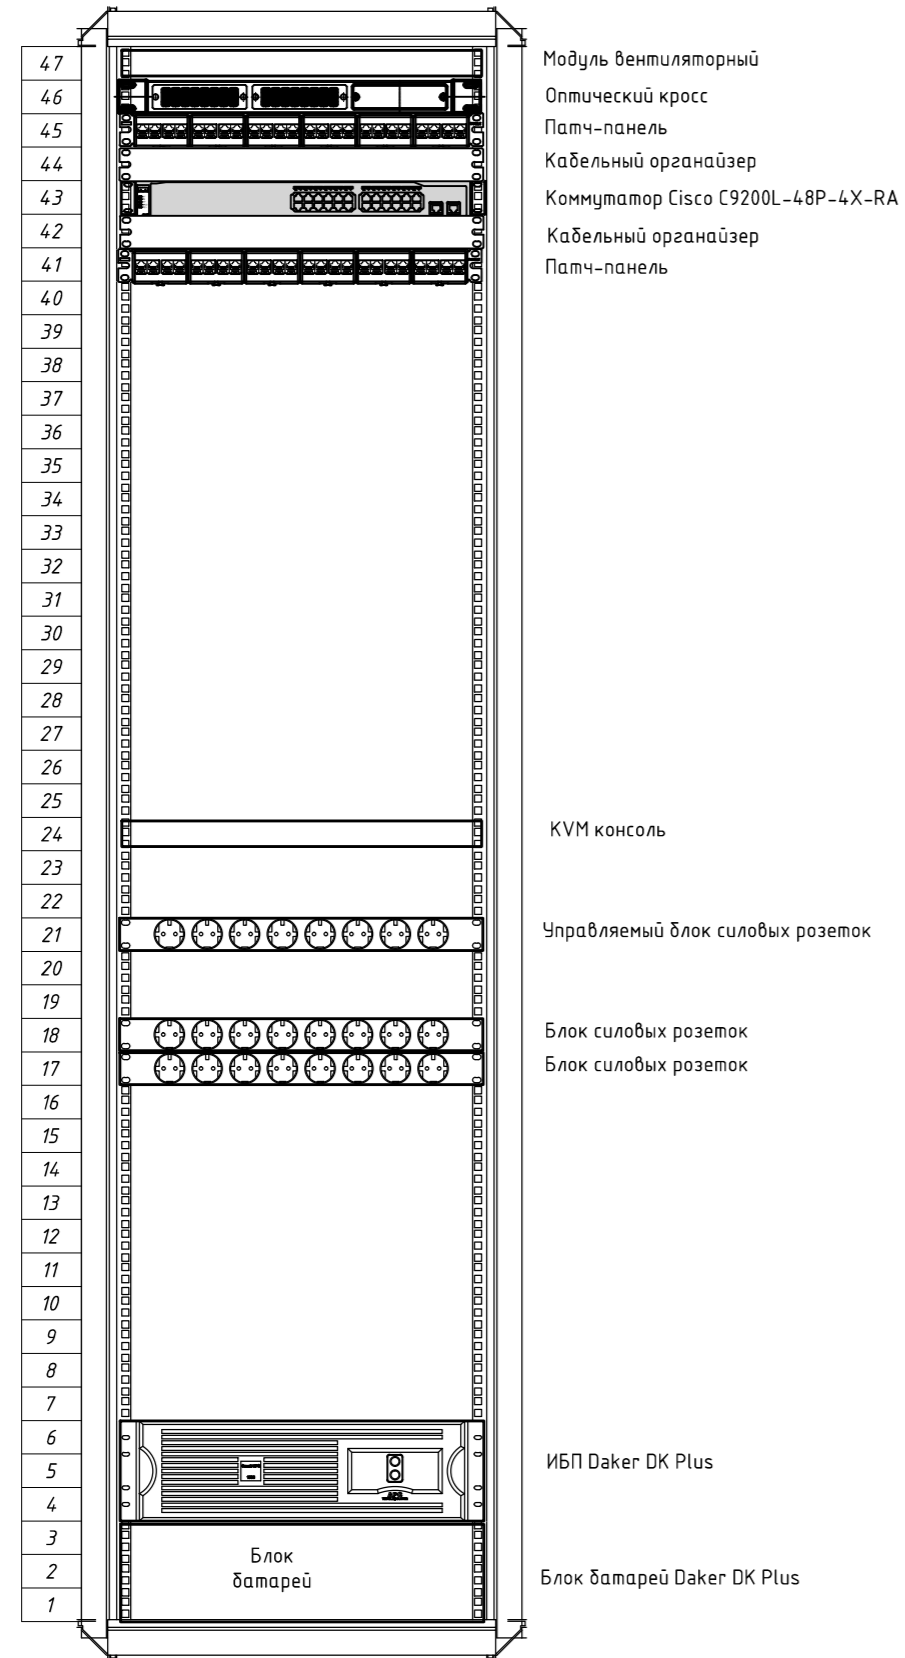 47 Модуль вентиляторный
46 Оптический кросс
45 Патч-панель
44 Кабельный органайзер
43 Коммутатор Cisco C9200L-48P-4X-RA
42 Кабельный органайзер
41 Патч-панель
40
39
38
37
36
35
34
33
32
31
30
29
28
27
26
25
24 KVM консоль
23
22
21 Управляемый блок силовых розеток
20
19
18 Блок силовых розеток
17 Блок силовых розеток
16
15
14
13
12
11
10
9
8
7
6
5 ИБП Daker DK Plus
4
3
Блок
2 батарей Блок батарей Daker DK Plus
1